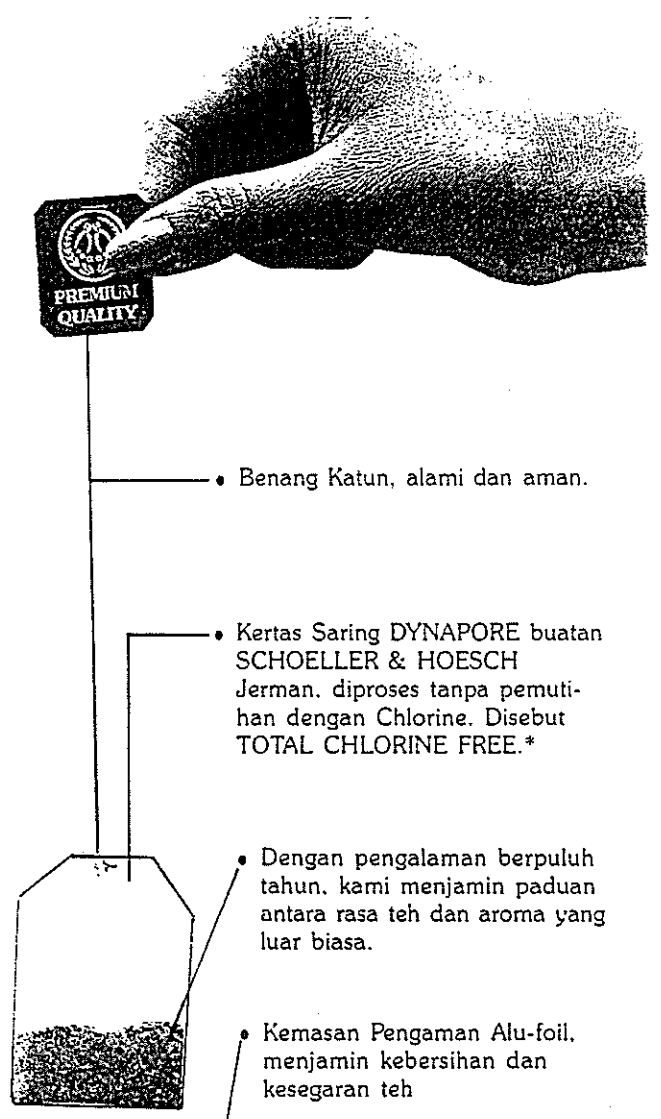 PREMIUM
QUALITY
Benang Katun, alami dan aman.
Kertas Saring DYNAPORE buatan
SCHOELLER & HOESCH
Jerman, diproses tanpa pemuti-
han dengan Chlorine. Disebut
TOTAL CHLORINE FREE.*
Dengan pengalaman berpuluh
tahun, kami menjamin paduan
antara rasa teh dan aroma yang
luar biasa.
Kemasan Pengaman Alu-foil,
menjamin kebersihan dan
kesegaran teh